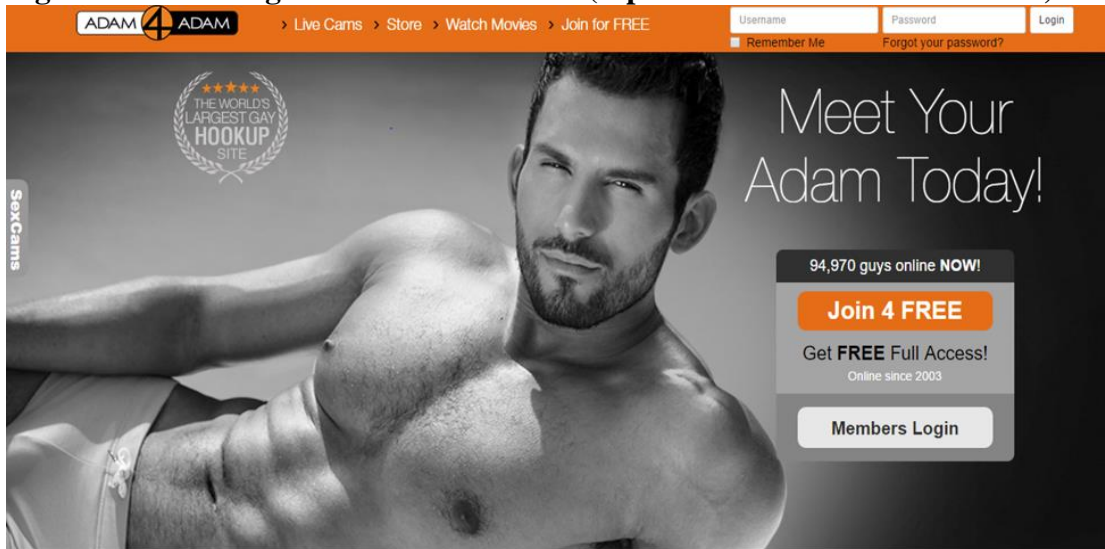 ADAM 4 ADAM
› Live Cams › Store › Watch Movies › Join for FREE
Username
Password
Login
Remember Me
Forgot your password?
THE WORLD'S
LARGEST GAY
HOOKUP
SITE
Meet Your
Adam Today!
SexCams
94,970 guys online NOW!
Join 4 FREE
Get FREE Full Access!
Online since 2003
Members Login